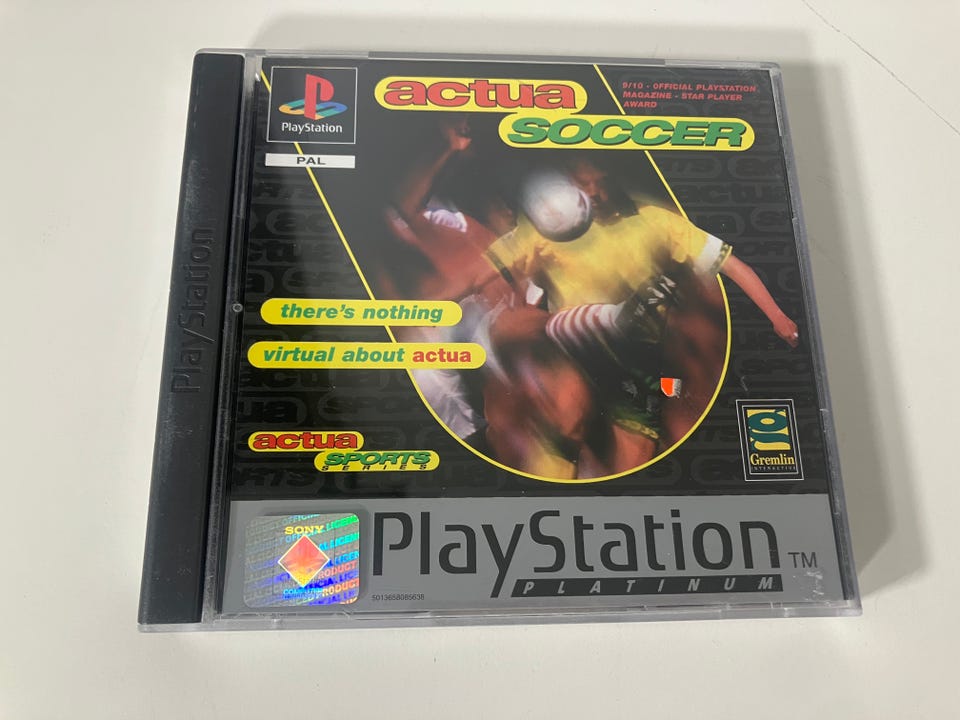 PlayStation
PAL
actua
SOCCER
9/10 - OFFICIAL PLAYSTATION
MAGAZINE - STAR PLAYER
AWARD
PlayStation
there's nothing
virtual about actua
actua
SPORTS
SERIES
Gremlin
INTERACTIVE
SONY
PlayStation
TM
PLATINUM
5013658085638